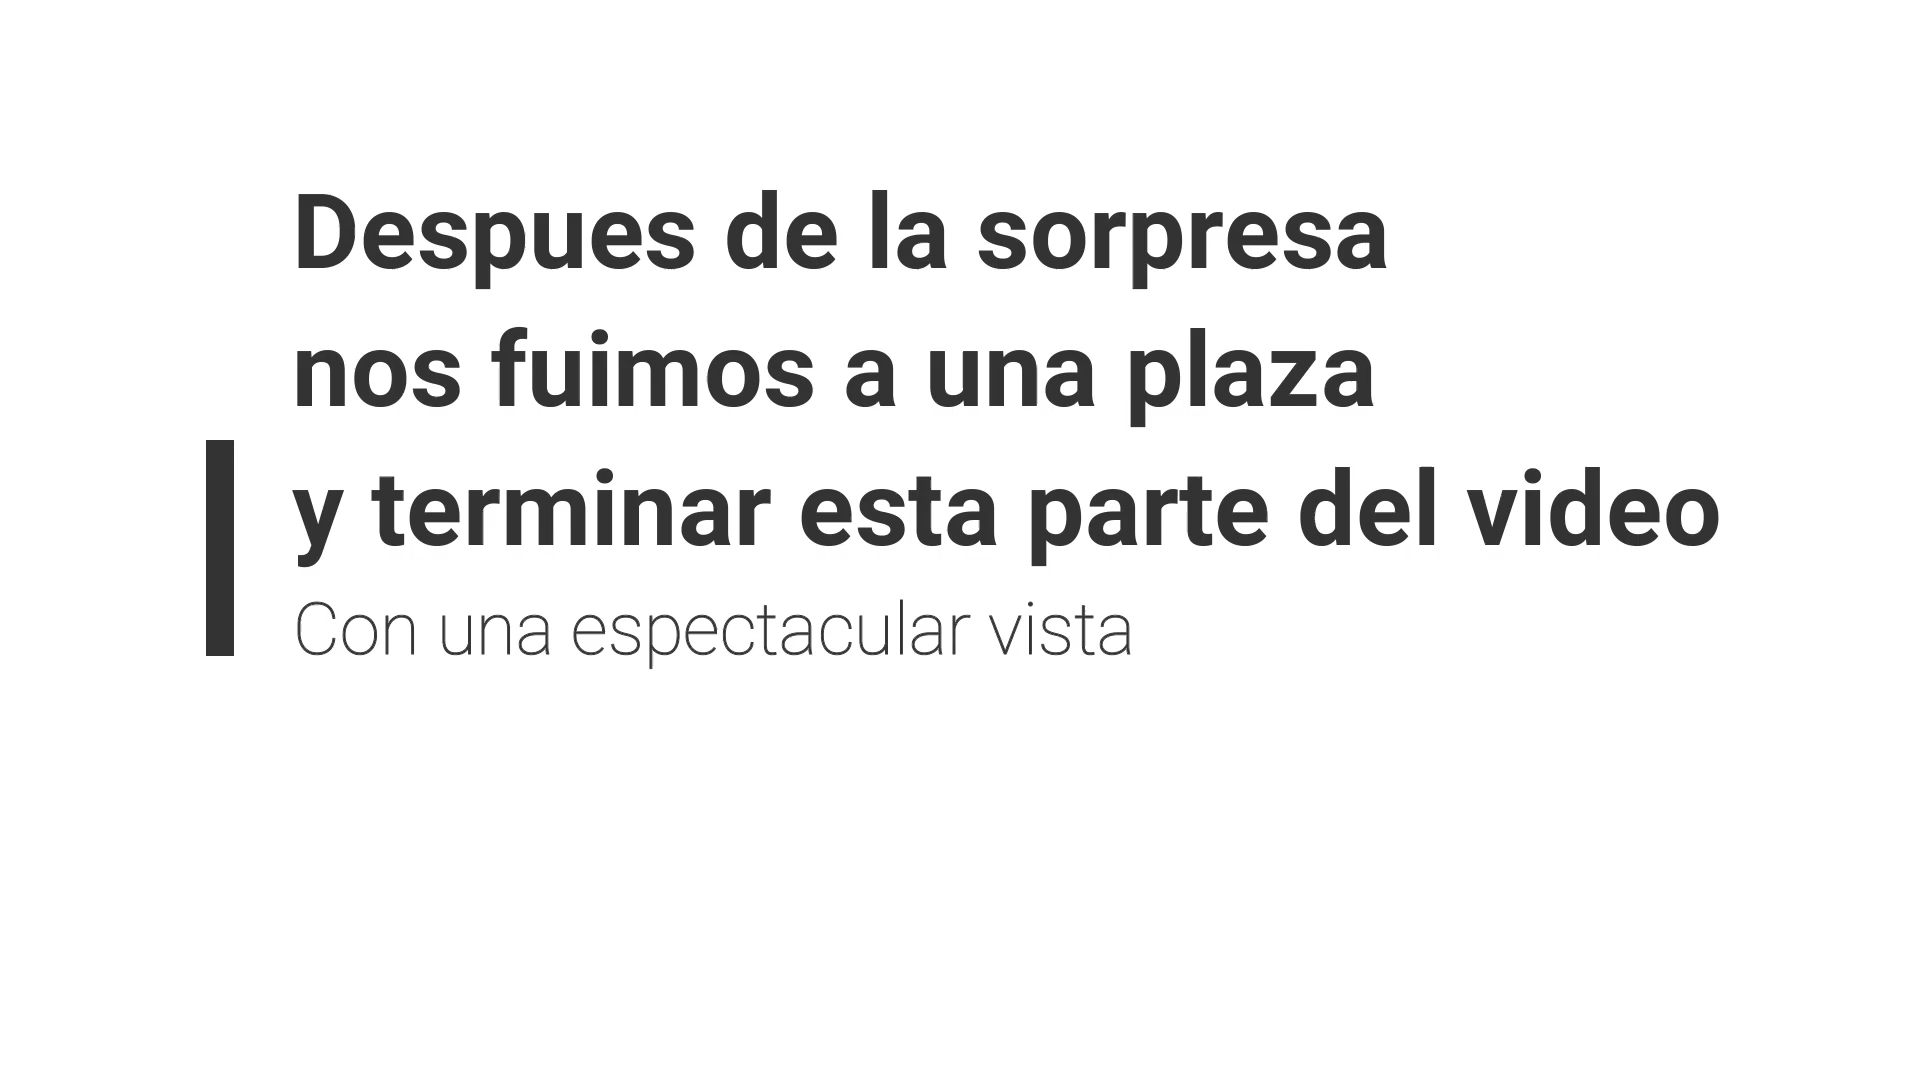 Despues de la sorpresa
nos fuimos a una plaza
y terminar esta parte del video
Con una espectacular vista